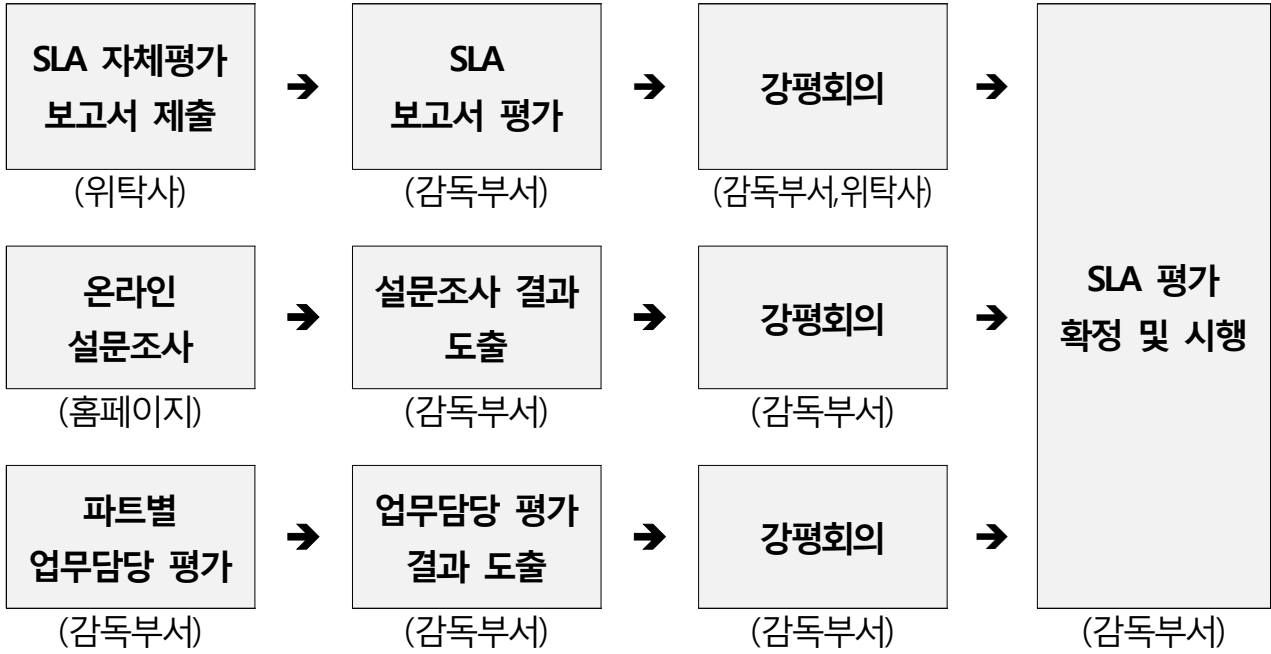 SLA 자체평가
보고서 제출
(위탁사)
SLA
보고서 평가
(감독부서)
강평회의
(감독부서,위탁사)
온라인
설문조사
(홈페이지)
설문조사 결과
도출
(감독부서)
강평회의
(감독부서)
파트별
업무담당 평가
(감독부서)
업무담당 평가
결과 도출
(감독부서)
강평회의
(감독부서)
SLA 평가
확정 및 시행
(감독부서)